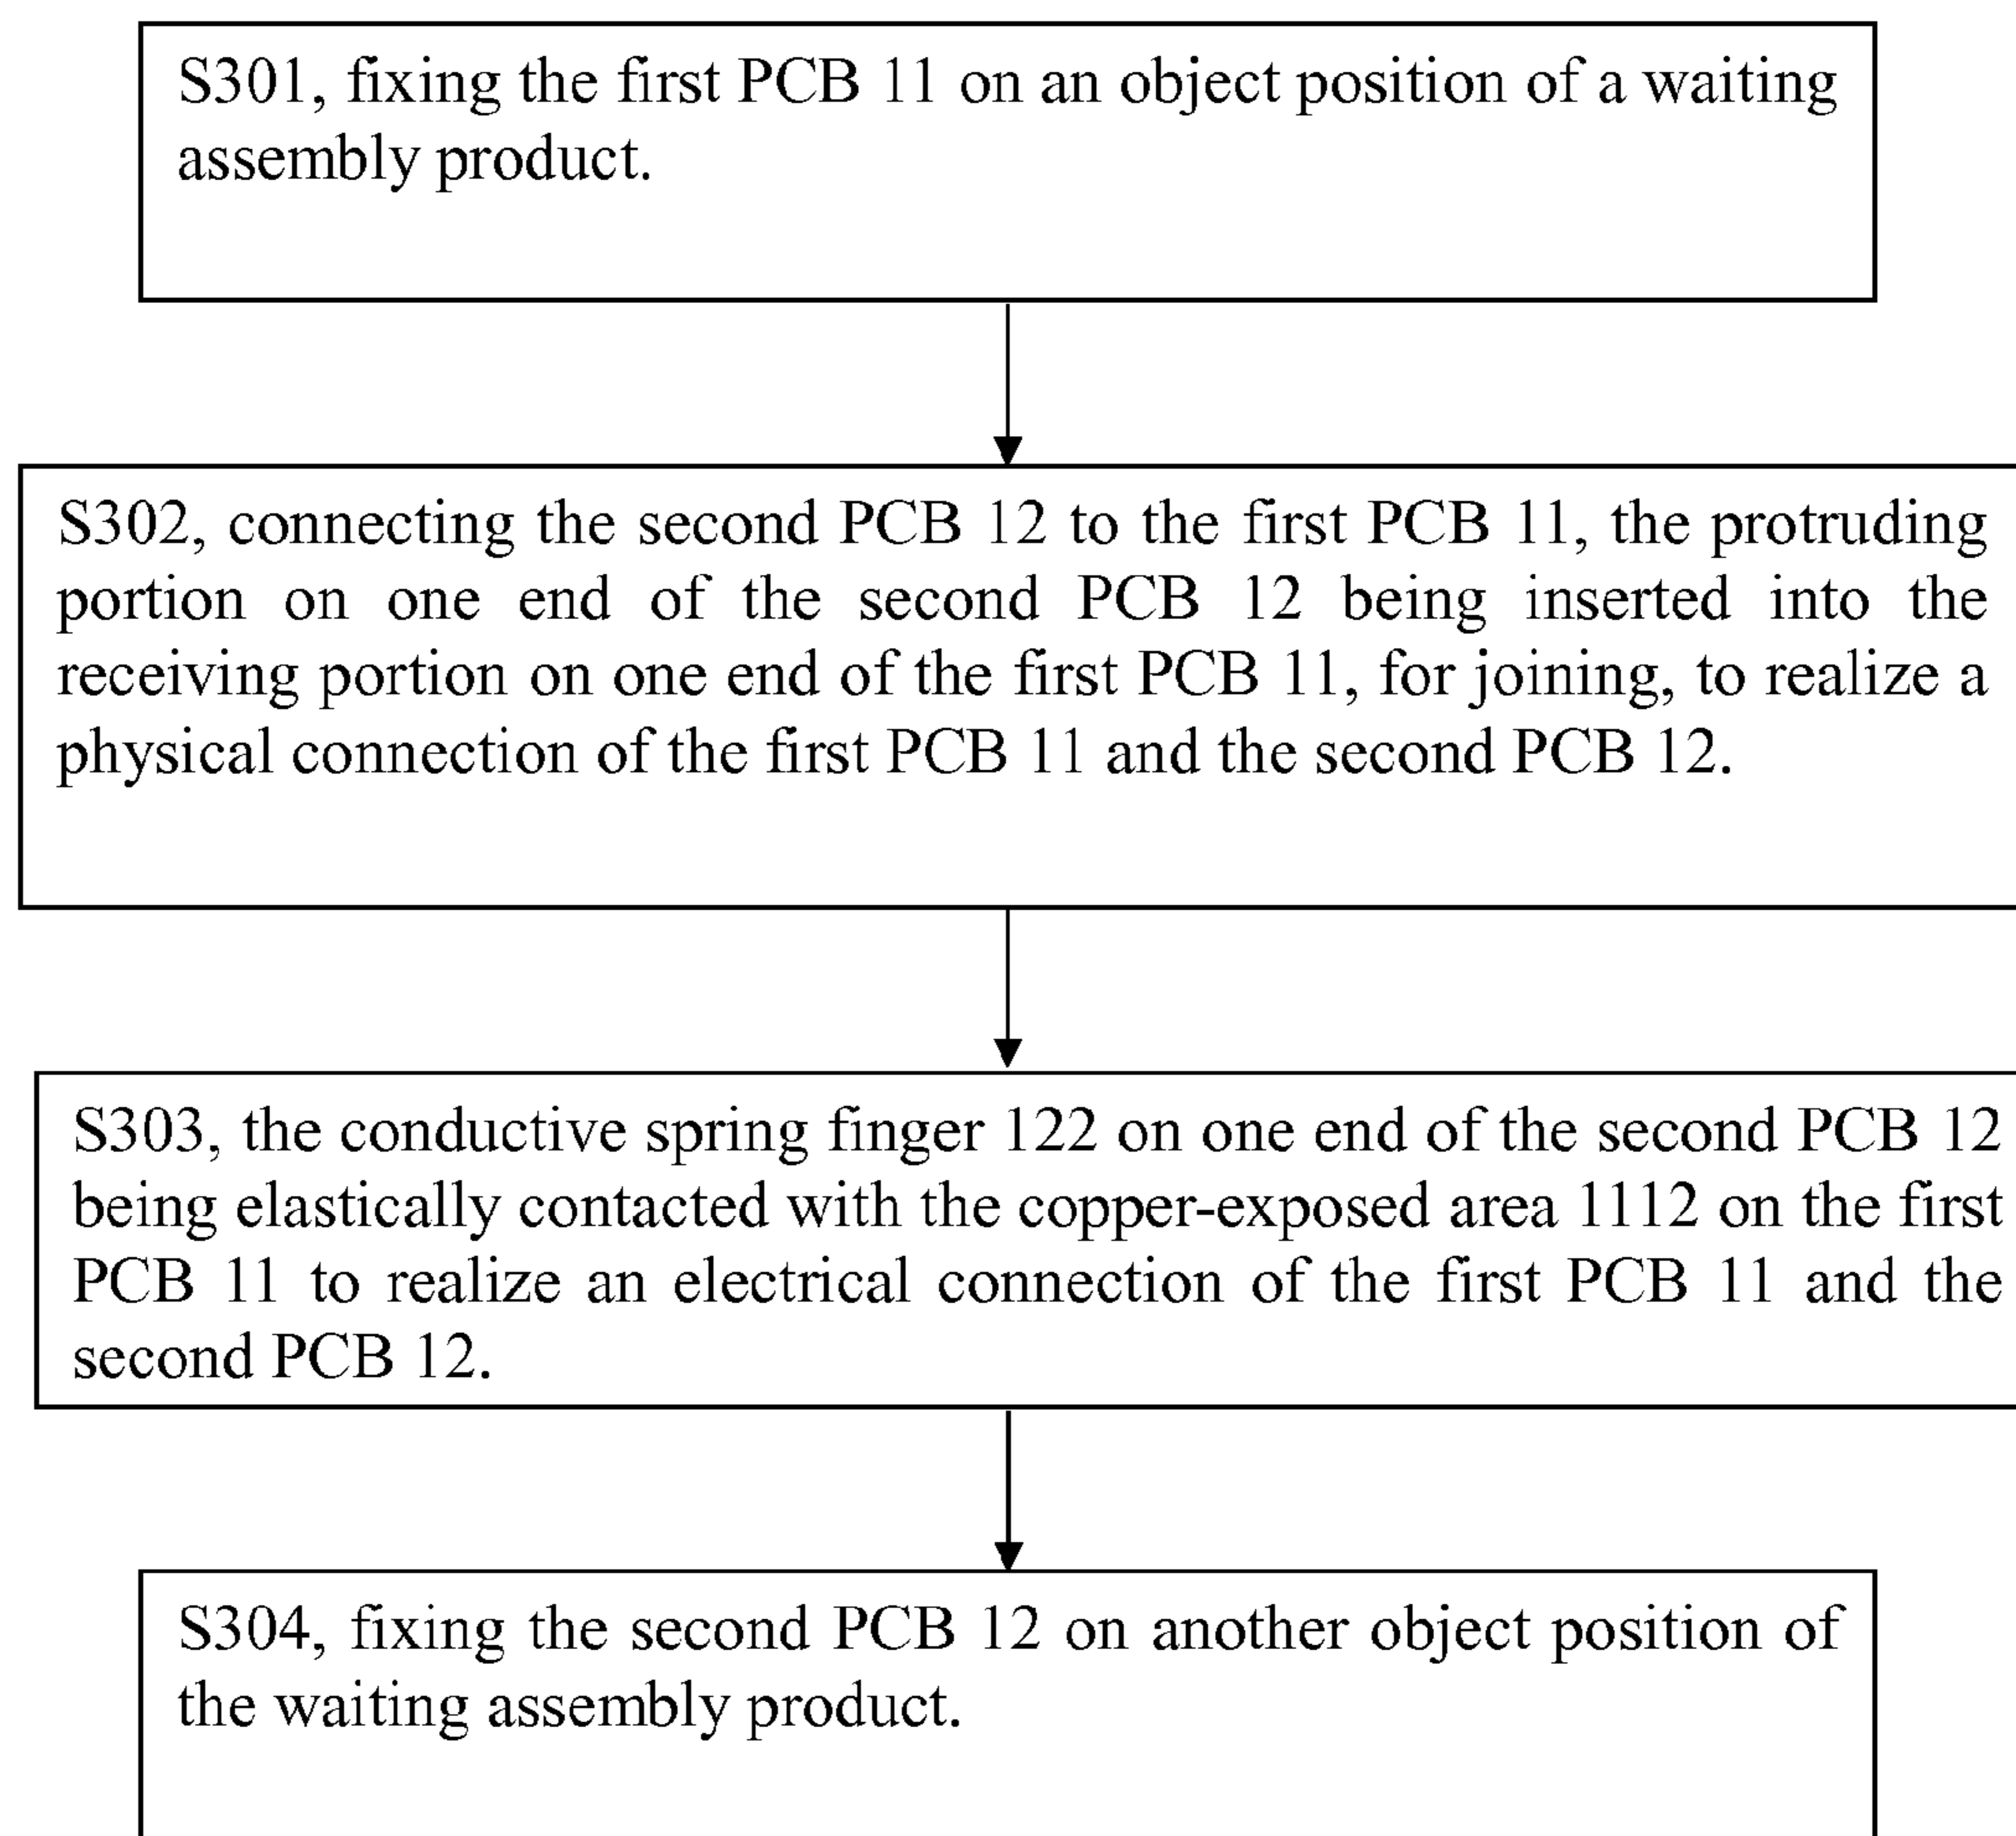 S301, fixing the first PCB 11 on an object position of a waiting
assembly product.
S302, connecting the second PCB 12 to the first PCB 11, the protruding
portion on one end of the second PCB 12 being inserted into the
receiving portion on one end of the first PCB 11, for joining, to realize a
physical connection of the first PCB 11 and the second PCB 12.
S303, the conductive spring finger 122 on one end of the second PCB 12
being elastically contacted with the copper-exposed area 1112 on the first
PCB 11 to realize an electrical connection of the first PCB 11 and the
second PCB 12.
S304, fixing the second PCB 12 on another object position of
the waiting assembly product.